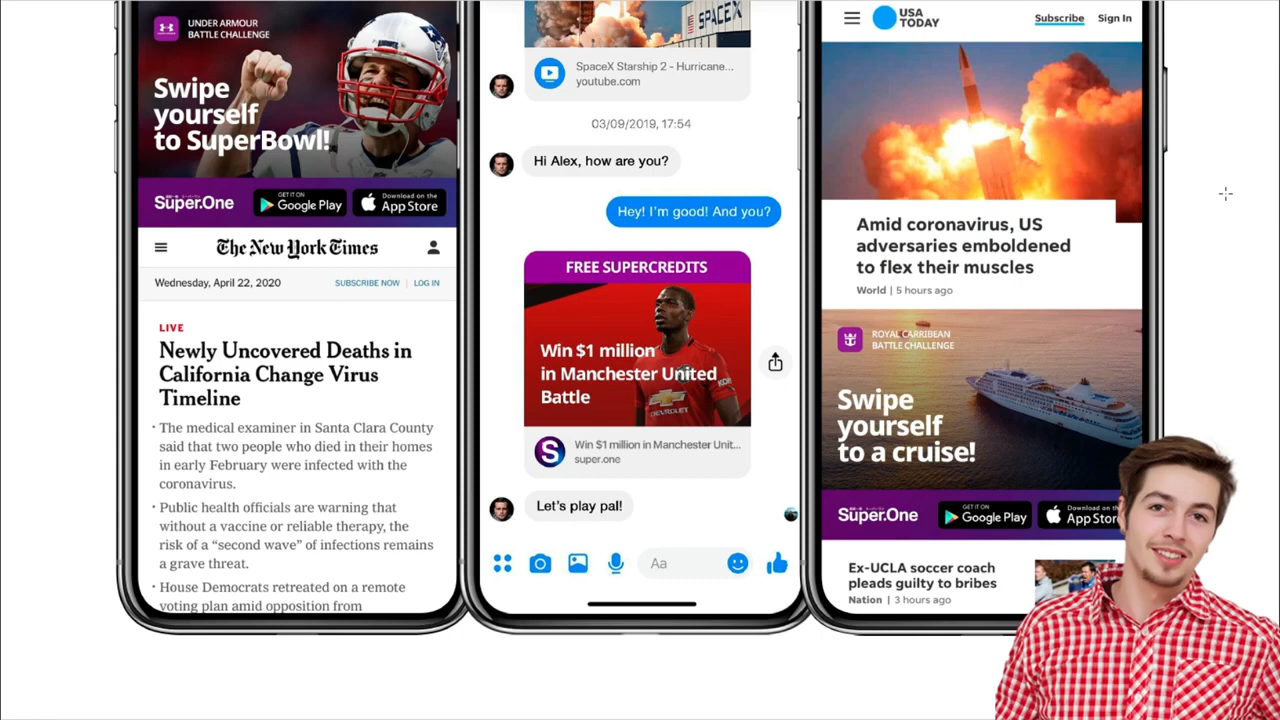 UNDER ARMOUR
BATTLE CHALLENGE
Swipe
yourself
to SuperBowl!
Super.One
GET IT ON
Google Play
Download on the
App Store
The New York Times
Wednesday, April 22, 2020
SUBSCRIBE NOW | LOG IN
LIVE
Newly Uncovered Deaths in
California Change Virus
Timeline
· The medical examiner in Santa Clara County
said that two people who died in their homes
in early February were infected with the
coronavirus.
· Public health officials are warning that
without a vaccine or reliable therapy, the
risk of a “second wave” of infections remains
a grave threat.
· House Democrats retreated on a remote
voting plan amid opposition from
SPACEX
SpaceX Starship 2 - Hurricane...
youtube.com
03/09/2019, 17:54
Hi Alex, how are you?
Hey! I’m good! And you?
FREE SUPERCREDITS
Win $1 million
in Manchester United
Battle
CHEVROLET
S
Win $1 million in Manchester Unit...
super.one
Let’s play pal!
Aa
USA
TODAY
Subscribe
Sign In
Amid coronavirus, US
adversaries emboldened
to flex their muscles
World | 5 hours ago
ROYAL CARRIBEAN
BATTLE CHALLENGE
Swipe
yourself
to a cruise!
Super.One
GET IT ON
Google Play
Download on
App Store
Ex-UCLA soccer coach
pleads guilty to bribes
Nation | 3 hours ago